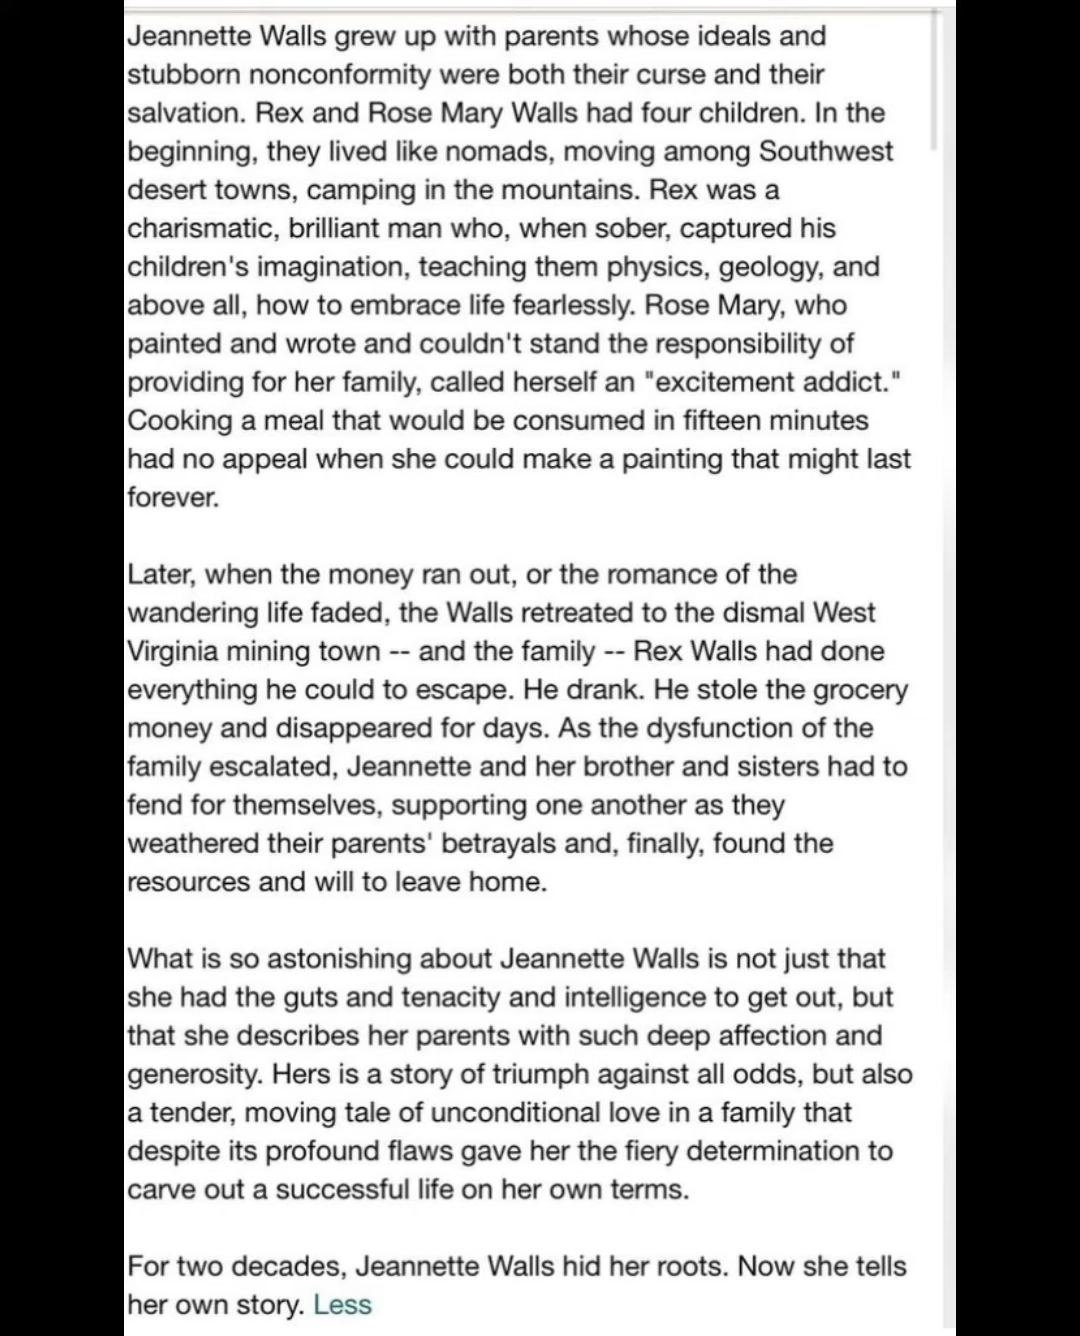 Jeannette Walls grew up with parents whose ideals and
stubborn nonconformity were both their curse and their
salvation. Rex and Rose Mary Walls had four children. In the
beginning, they lived like nomads, moving among Southwest
desert towns, camping in the mountains. Rex was a
charismatic, brilliant man who, when sober, captured his
children's imagination, teaching them physics, geology, and
above all, how to embrace life fearlessly. Rose Mary, who
painted and wrote and couldn't stand the responsibility of
providing for her family, called herself an "excitement addict."
Cooking a meal that would be consumed in fifteen minutes
had no appeal when she could make a painting that might last
forever.

Later, when the money ran out, or the romance of the
wandering life faded, the Walls retreated to the dismal West
Virginia mining town -- and the family -- Rex Walls had done
everything he could to escape. He drank. He stole the grocery
money and disappeared for days. As the dysfunction of the
family escalated, Jeannette and her brother and sisters had to
fend for themselves, supporting one another as they
weathered their parents' betrayals and, finally, found the
resources and will to leave home.

What is so astonishing about Jeannette Walls is not just that
she had the guts and tenacity and intelligence to get out, but
that she describes her parents with such deep affection and
generosity. Hers is a story of triumph against all odds, but also
a tender, moving tale of unconditional love in a family that
despite its profound flaws gave her the fiery determination to
carve out a successful life on her own terms.

For two decades, Jeannette Walls hid her roots. Now she tells
her own story. Less